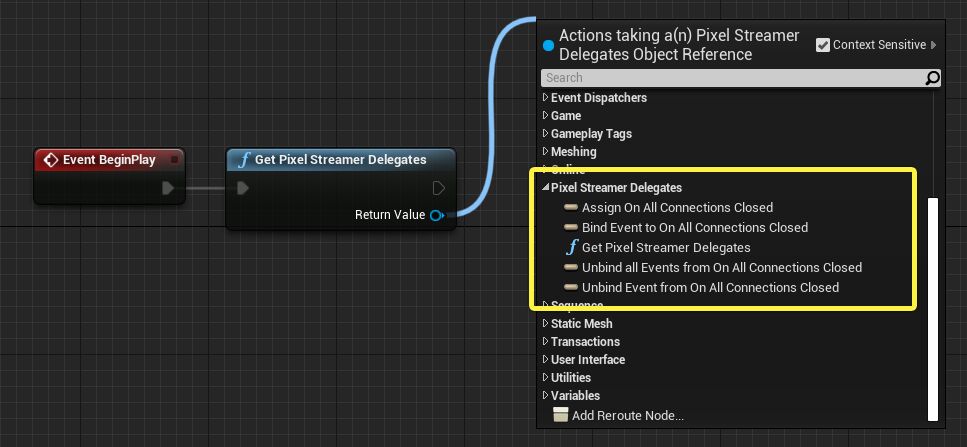 Event BeginPlay
Get Pixel Streamer Delegates
Return Value
Actions taking a(n) Pixel Streamer
Delegates Object Reference
Context Sensitive
Search
Event Dispatchers
Game
Gameplay Tags
Meshing
Online
Pixel Streamer Delegates
Assign On All Connections Closed
Bind Event to On All Connections Closed
Get Pixel Streamer Delegates
Unbind all Events from On All Connections Closed
Unbind Event from On All Connections Closed
Sequence
Static Mesh
Transactions
User Interface
Utilities
Variables
Add Reroute Node...